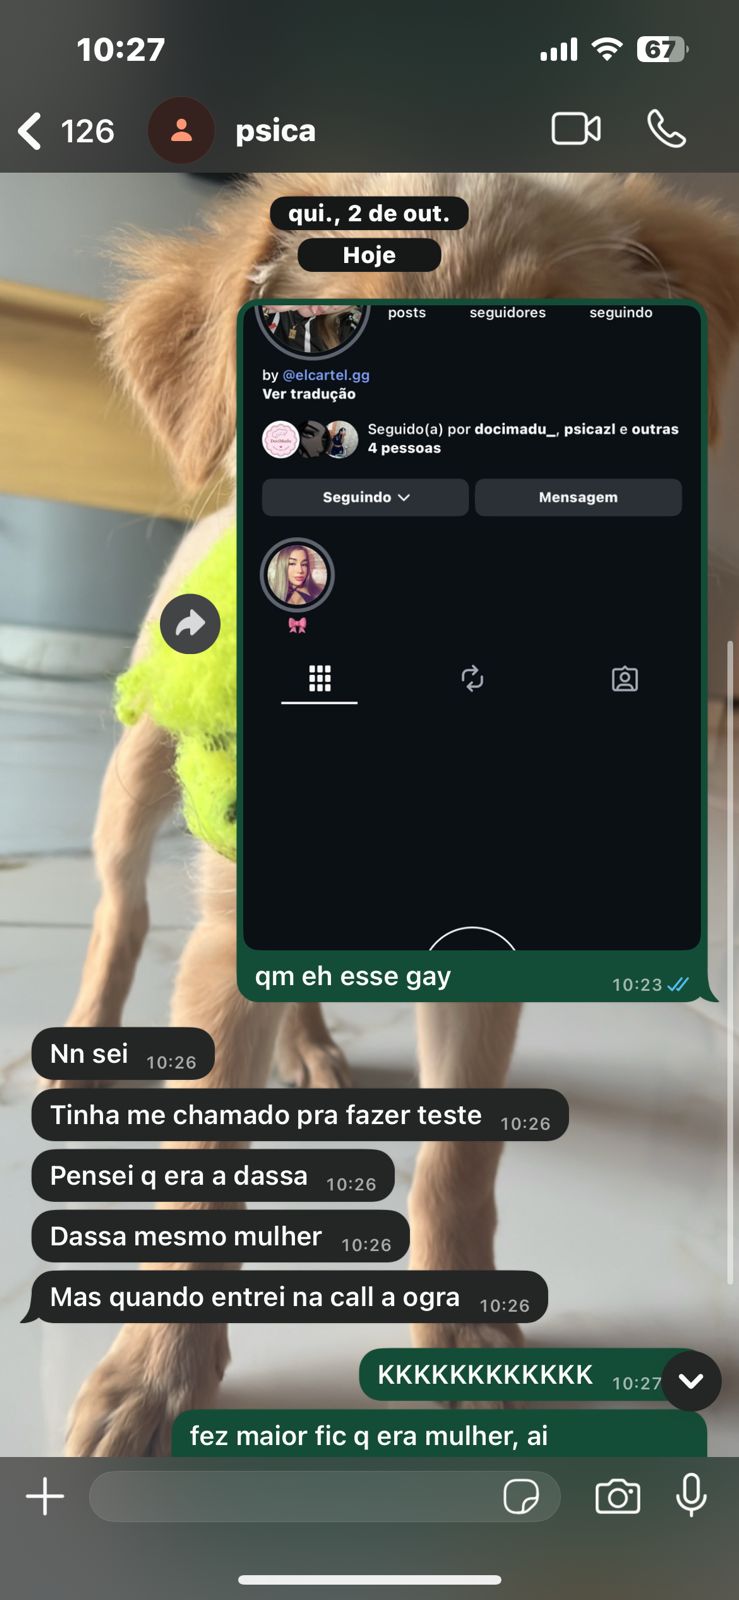 10:27
67
126
psica
qui., 2 de out.
Hoje
posts seguidores seguindo
by @elcartel.gg
Ver tradução
Seguido(a) por docimadu_, psicazl e outras
4 pessoas
Seguindo
Mensagem
🎀
qm eh esse gay
10:23
Nn sei 10:26
Tinha me chamado pra fazer teste 10:26
Pensei q era a dassa 10:26
Dassa mesmo mulher 10:26
Mas quando entrei na call a ogra 10:26
KKKKKKKKKKKK 10:27
fez maior fic q era mulher, ai